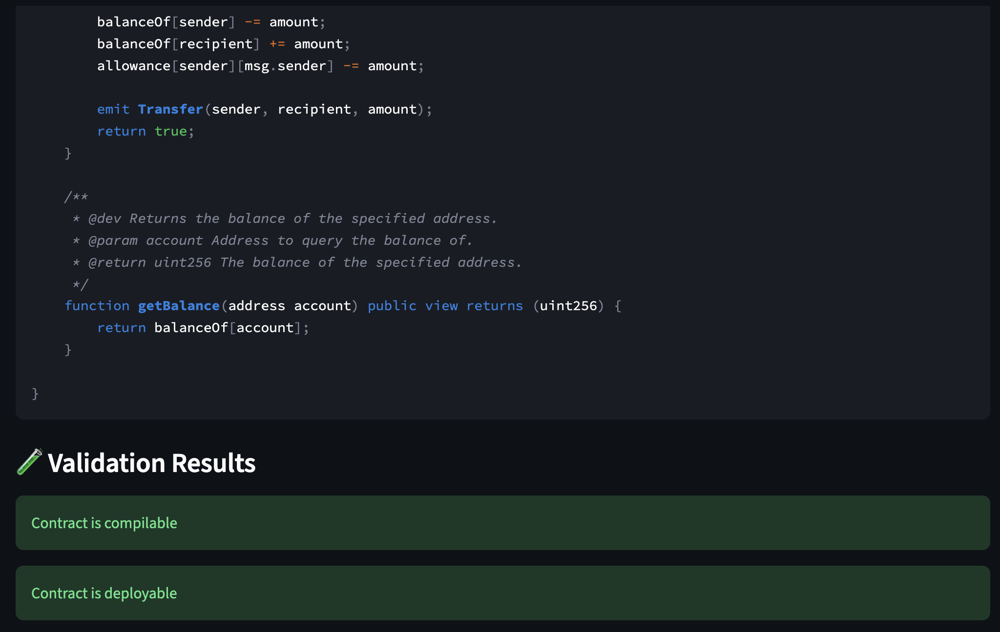 balanceOf[sender] -= amount;
balanceOf[recipient] += amount;
allowance[sender][msg.sender] -= amount;
emit Transfer(sender, recipient, amount);
return true;
}
/**
* @dev Returns the balance of the specified address.
* @param account Address to query the balance of.
* @return uint256 The balance of the specified address.
*/
function getBalance(address account) public view returns (uint256) {
return balanceOf[account];
}
}
Validation Results
Contract is compilable
Contract is deployable